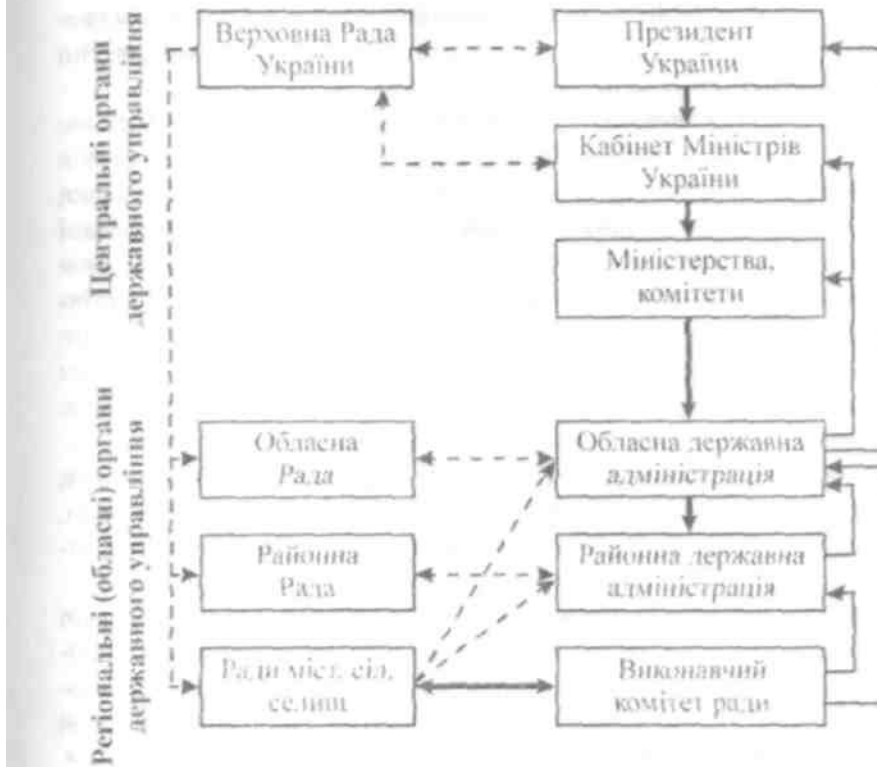 Центральні органи
державного управління
Верховна Рада
України
Президент
України
Кабінет Міністрів
України
Міністерства,
комітети
Регіональні (обласні) органи
державного управління
Обласна
Рада
Обласна державна
адміністрація
Районна
Рада
Районна державна
адміністрація
Ради міст, сіл,
селищ
Виконавчий
комітет ради